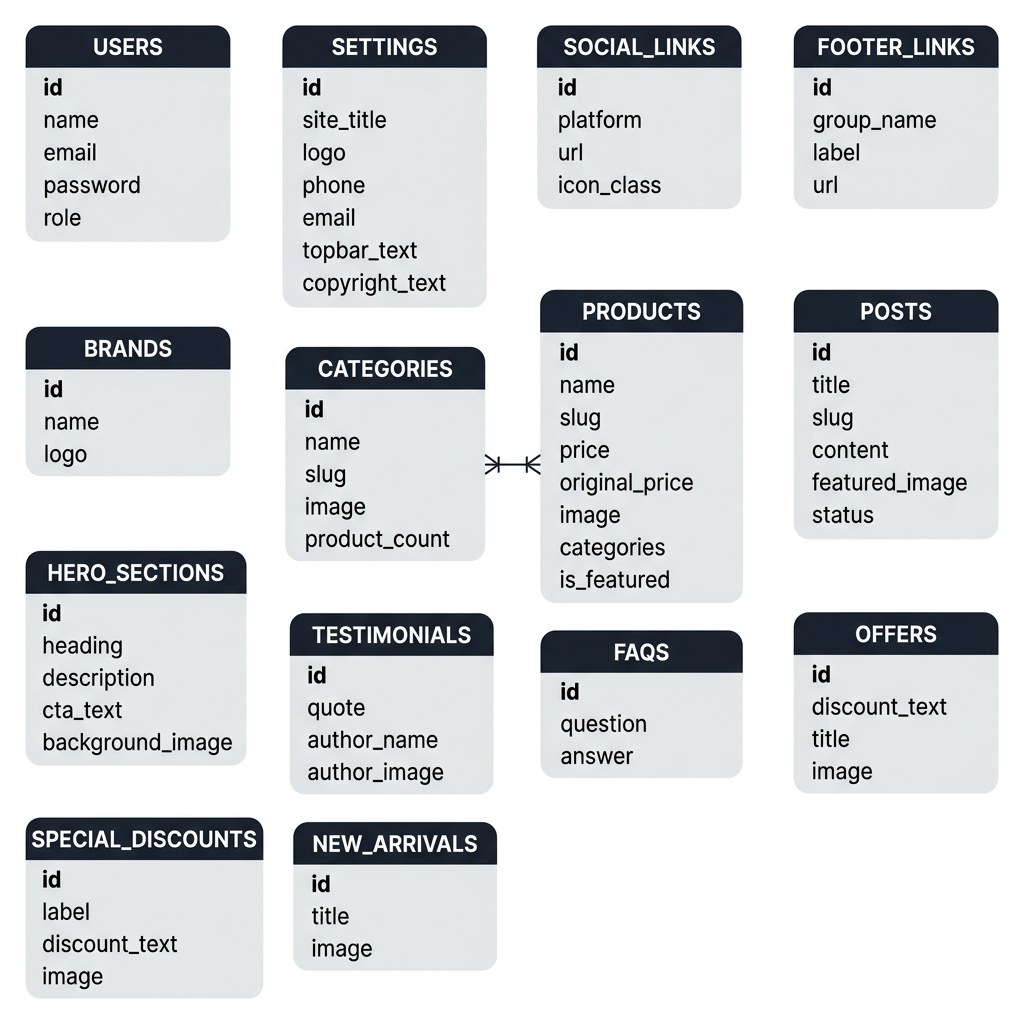 USERS
id
name
email
password
role
SETTINGS
id
site_title
logo
phone
email
topbar_text
copyright_text
SOCIAL_LINKS
id
platform
url
icon_class
FOOTER_LINKS
id
group_name
label
url
BRANDS
id
name
logo
CATEGORIES
id
name
slug
image
product_count
PRODUCTS
id
name
slug
price
original_price
image
categories
is_featured
POSTS
id
title
slug
content
featured_image
status
HERO_SECTIONS
id
heading
description
cta_text
background_image
TESTIMONIALS
id
quote
author_name
author_image
FAQS
id
question
answer
OFFERS
id
discount_text
title
image
SPECIAL_DISCOUNTS
id
label
discount_text
image
NEW_ARRIVALS
id
title
image